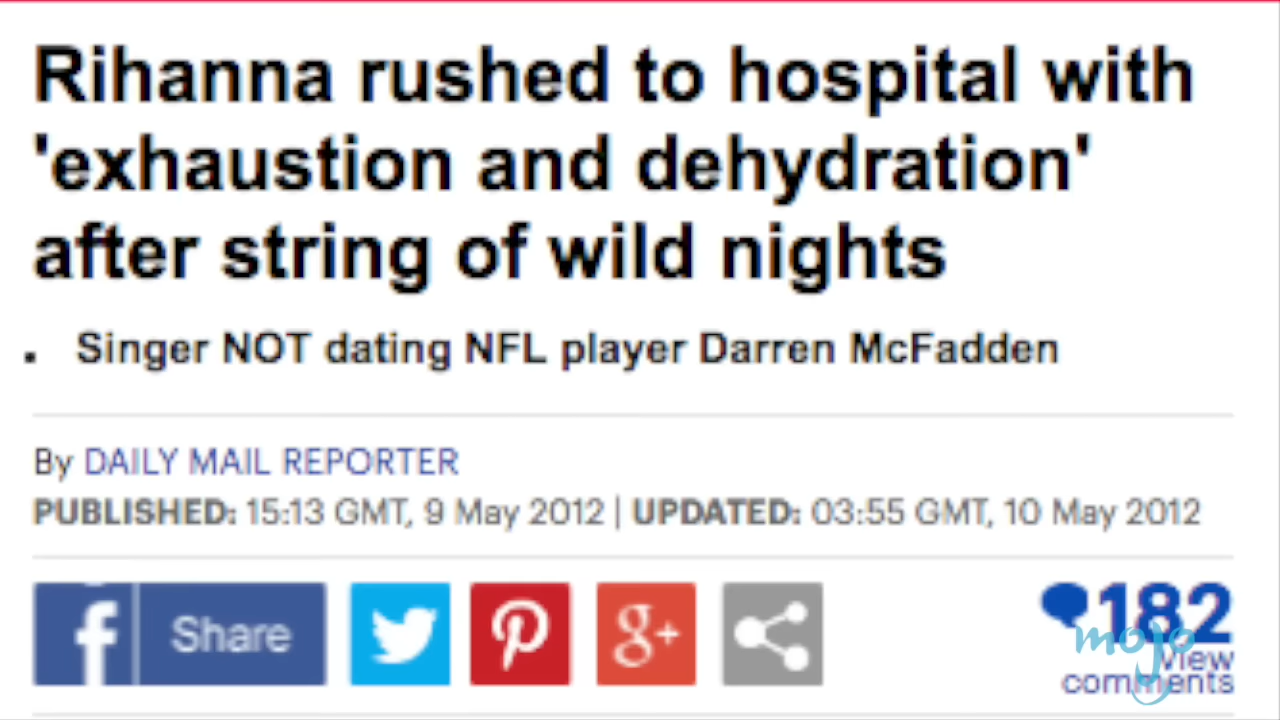 Rihanna rushed to hospital with
'exhaustion and dehydration'
after string of wild nights
Singer NOT dating NFL player Darren McFadden
By DAILY MAIL REPORTER
PUBLISHED: 15:13 GMT, 9 May 2012 | UPDATED: 03:55 GMT, 10 May 2012
f Share g+ 182
mojo
View
comments